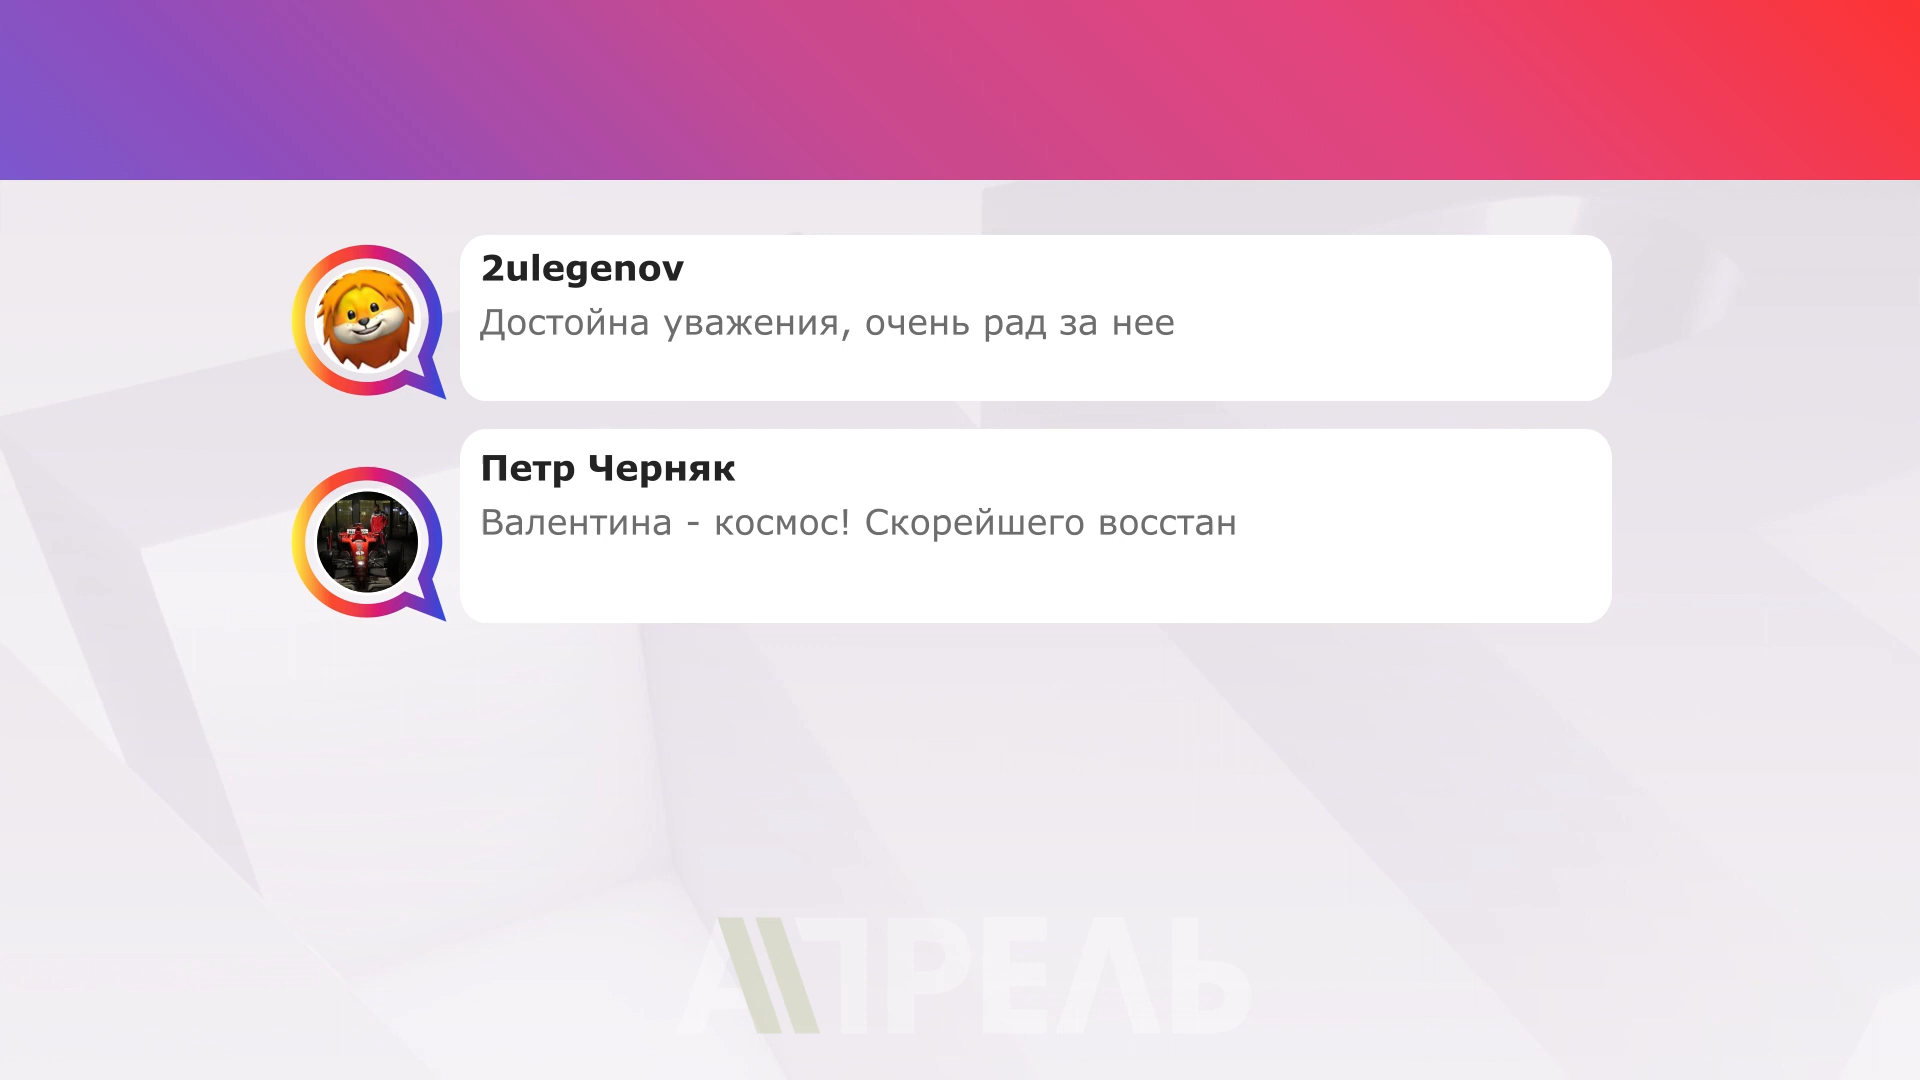 2ulegenov
Достойна уважения, очень рад за нее
Петр Черняк
Валентина - космос! Скорейшего восстан
АПРЕЛЬ